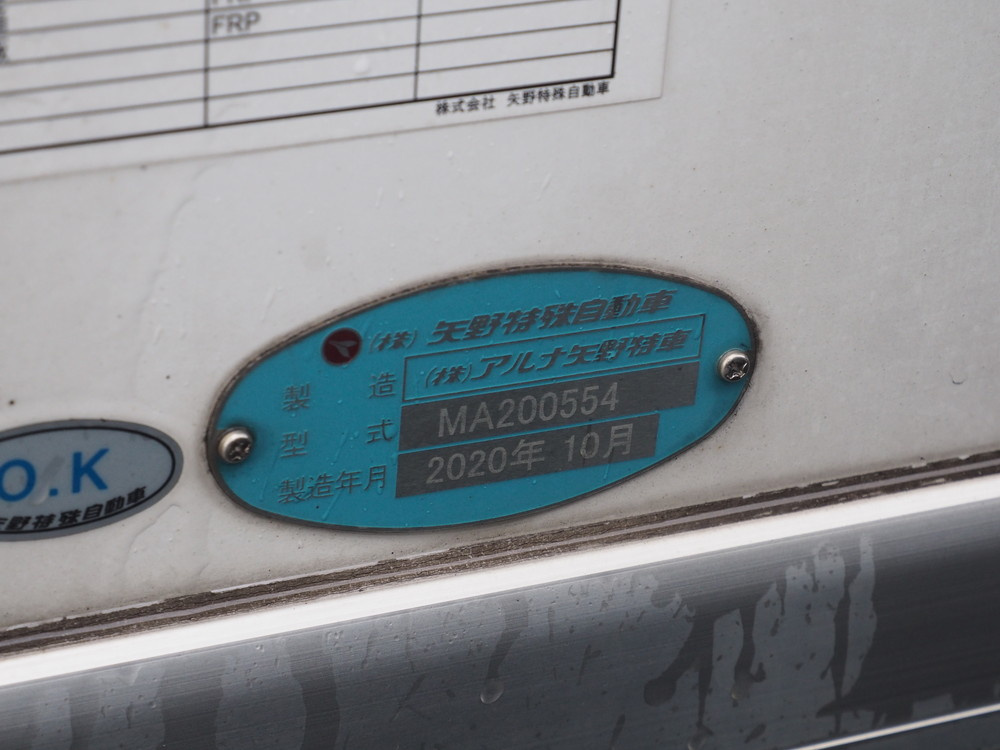 FRP
株式会社 矢野特殊自動車
(株) 矢野特殊自動車
製造 (株)アルナ矢野特車
型式 MA200554
製造年月 2020年 10月
O.K
矢野特殊自動車